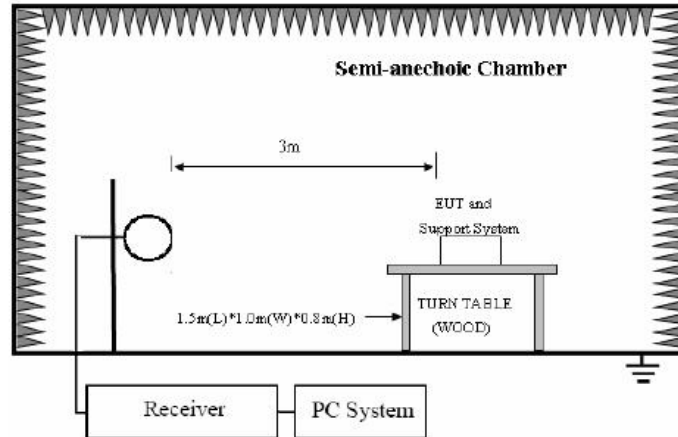 Semi-anechoic Chamber
3m
EUT and
Support System
1.5m(L)*1.0m(W)*0.8m(H)
TURN TABLE
(WOOD)
Receiver
PC System